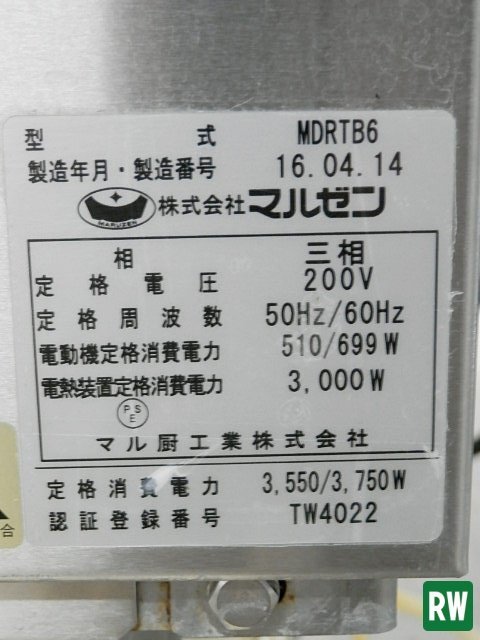 型式 MDRTB6
製造年月・製造番号 16.04.14
MARUZEN 株式会社 マルゼン
相 三相
定格電圧 200V
定格周波数 50Hz/60Hz
電動機定格消費電力 510/699W
電熱装置定格消費電力 3,000W
PSE
マル厨工業株式会社
定格消費電力 3,550/3,750W
認証登録番号 TW4022
合
RW